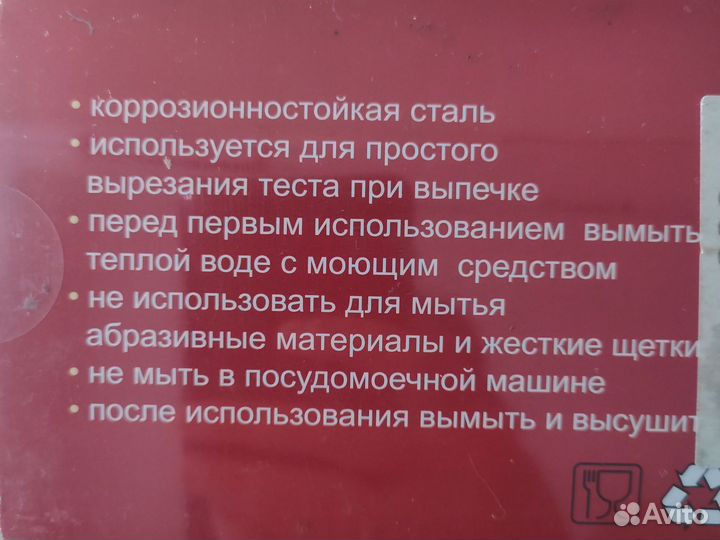 • коррозионностойкая сталь
• используется для простого
вырезания теста при выпечке
• перед первым использованием вымыть
теплой воде с моющим средством
• не использовать для мытья
абразивные материалы и жесткие щетки
• не мыть в посудомоечной машине
• после использования вымыть и высушит
Avito